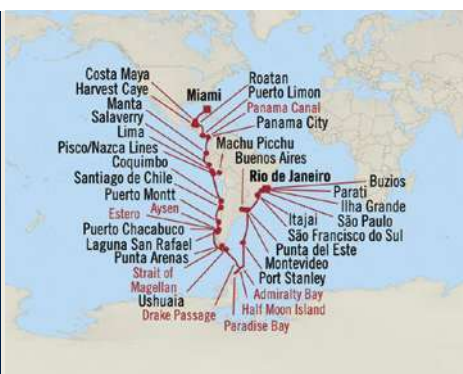 Costa Maya
Harvest Caye
Manta
Salaverry
Lima
Pisco/Nazca Lines
Coquimbo
Santiago de Chile
Puerto Montt
Aysen
Estero
Puerto Chacabuco
Laguna San Rafael
Punta Arenas
Strait of
Magellan
Ushuaia
Drake Passage
Miami
Roatan
Puerto Limon
Panama Canal
Panama City
Machu Picchu
Buenos Aires
Rio de Janeiro
Buzios
Parati
Ilha Grande
São Paulo
Itajai
São Francisco do Sul
Punta del Este
Montevideo
Port Stanley
Admiralty Bay
Half Moon Island
Paradise Bay